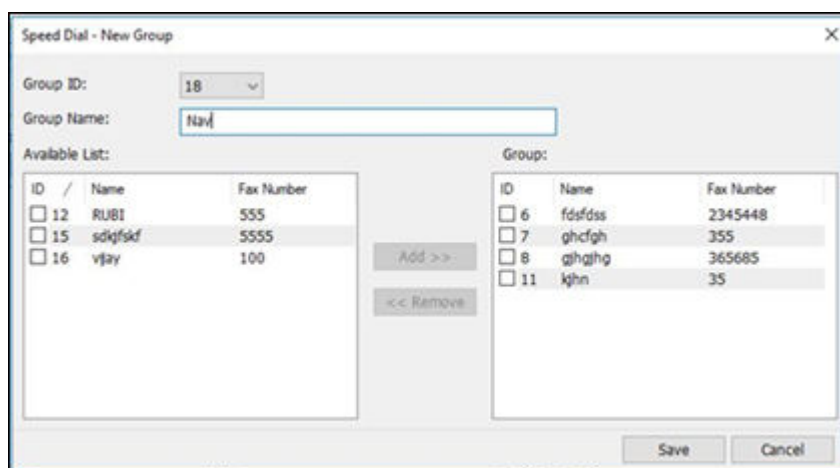 Speed Dial - New Group
Group ID: 18
Group Name: Nav
Available List: Group:
ID / Name Fax Number ID Name Fax Number
12 RUBI 555 6 fdsfdss 2345448
15 sdkjfskf 5555 7 ghcfgh 355
16 vijay 100 8 gjhgjhg 365685
11 kjhn 35
Add >>
<< Remove
Save Cancel